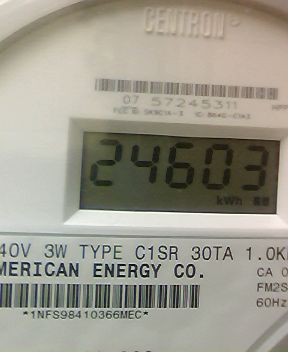 CENTRON
07 57245311
24603
kWh
40V 3W TYPE C1SR 30TA 1.0K
MERICAN ENERGY CO.
CA 0
FM2S
60Hz
*1NFS98410366MEC*